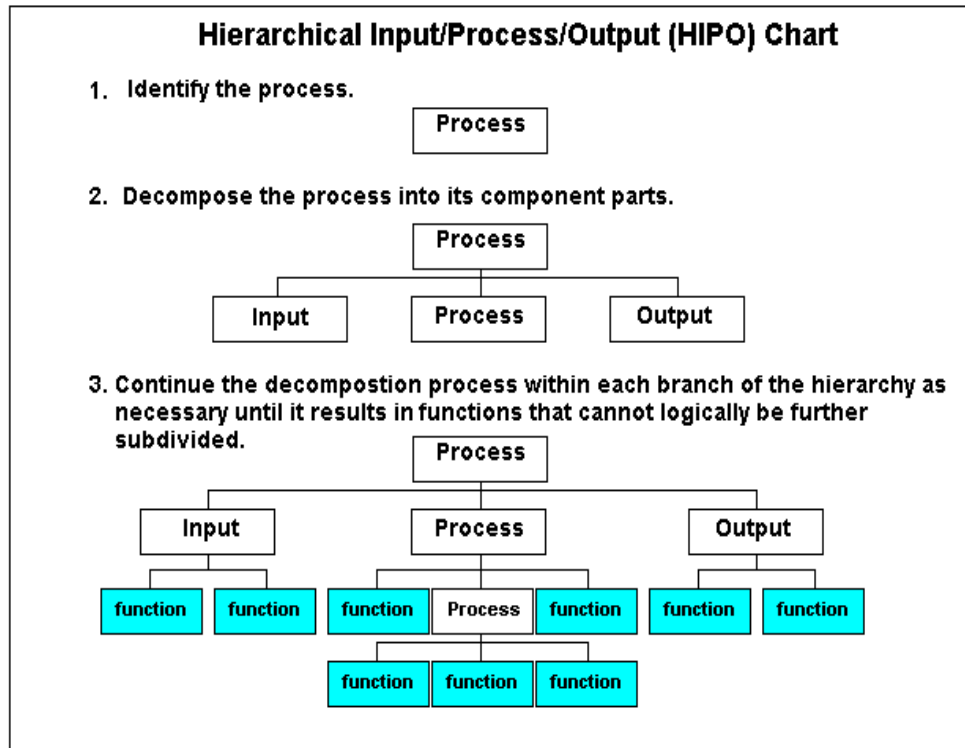 Hierarchical Input/Process/Output (HIPO) Chart
1. Identify the process.
Process
2. Decompose the process into its component parts.
Process
Input Process Output
3. Continue the decompostion process within each branch of the hierarchy as
necessary until it results in functions that cannot logically be further
subdivided.
Process
Input Process Output
function function function Process function function function
function function function